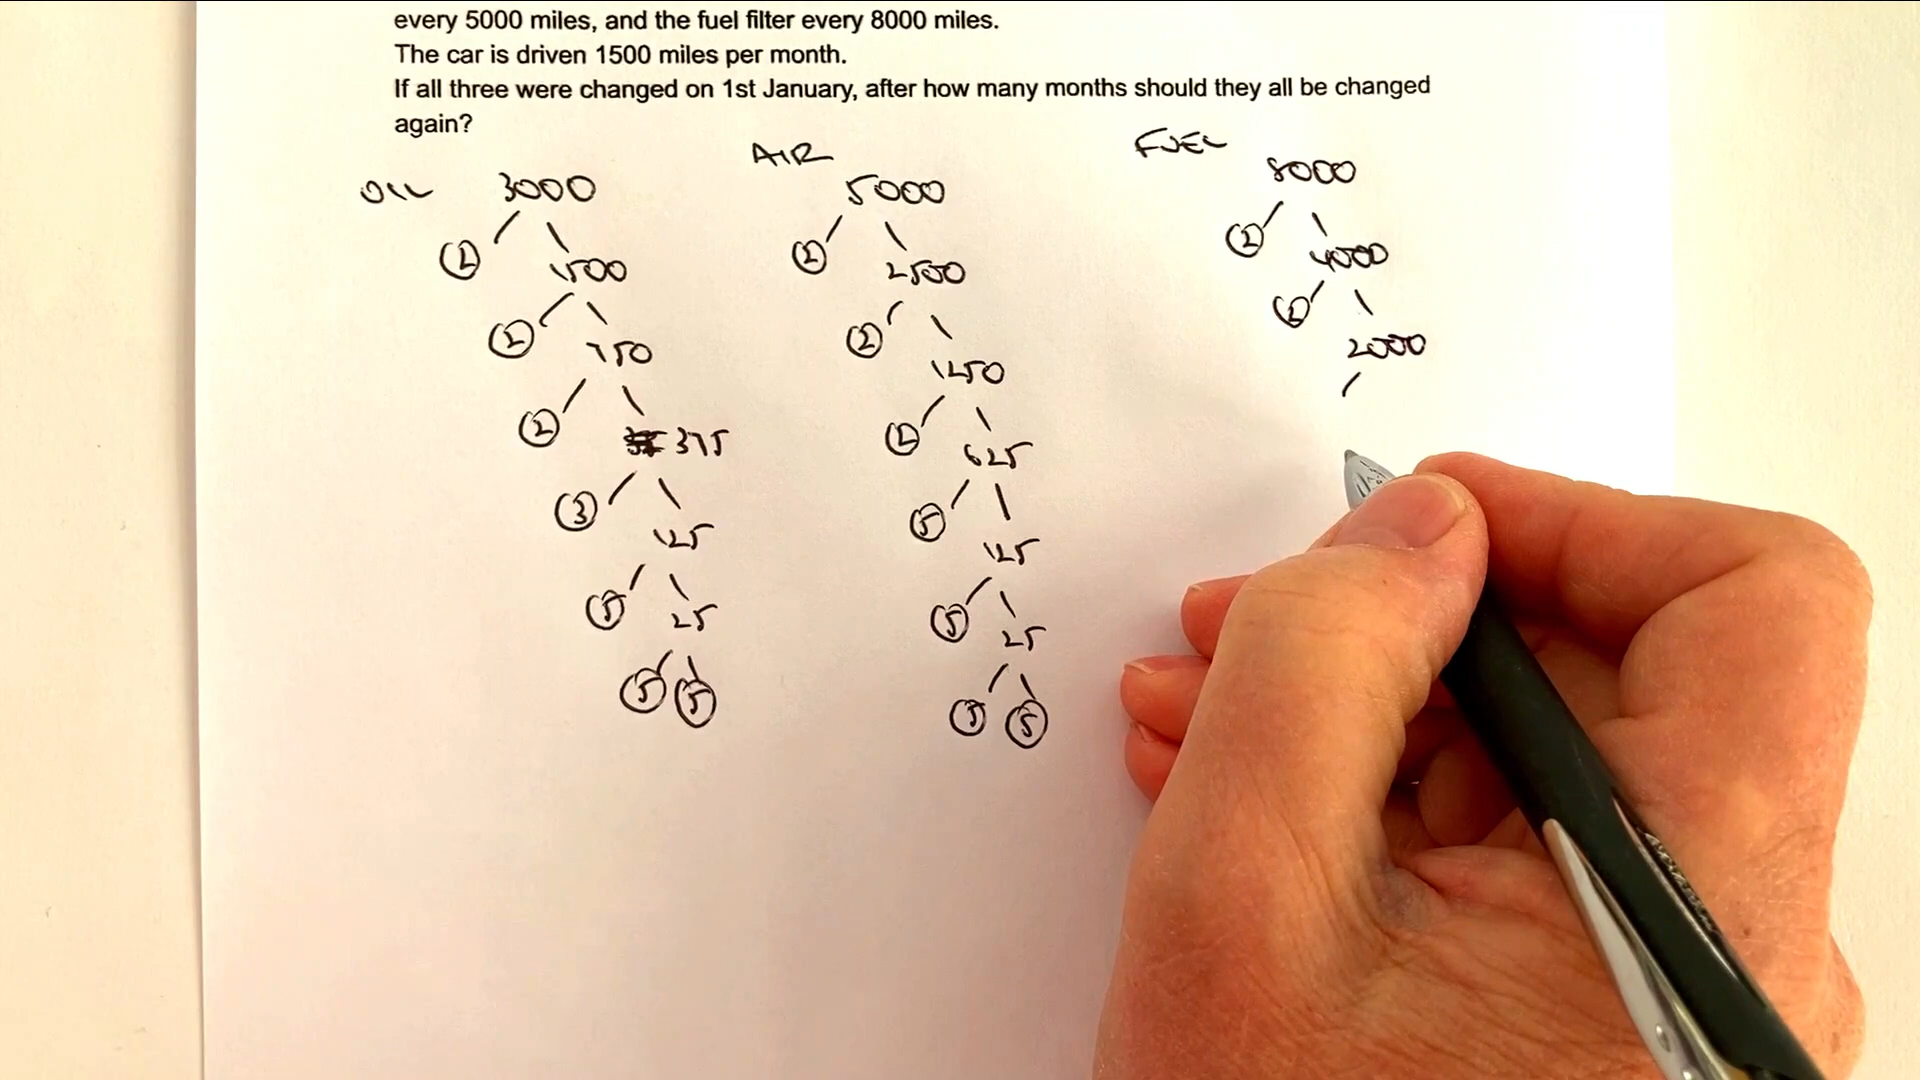 every 5000 miles, and the fuel filter every 8000 miles.
The car is driven 1500 miles per month.
If all three were changed on 1st January, after how many months should they all be changed
again?
OIL 3000
2 1500
2 750
2 375
3 125
5 25
5 5
AIR
5000
2 2500
2 1250
2 625
5 125
5 25
5 5
FUEL
8000
2 4000
2 2000